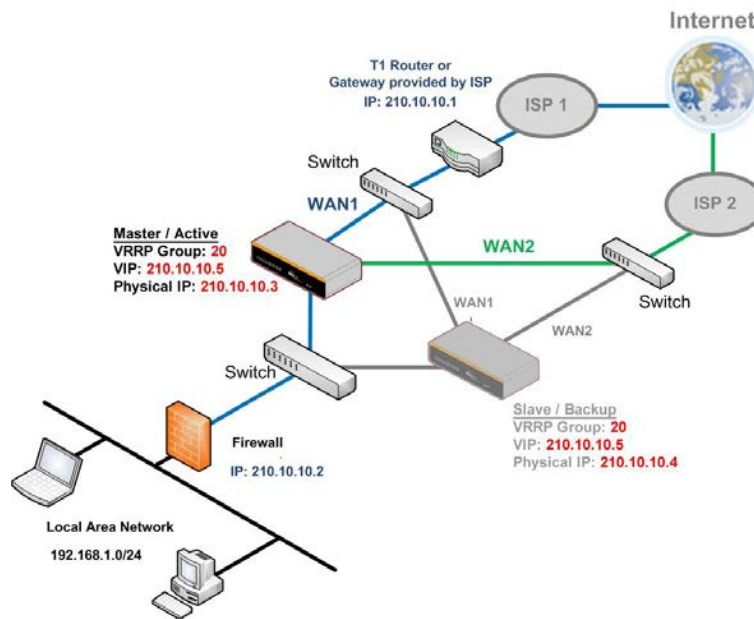 Internet
T1 Router or
Gateway provided by ISP
IP: 210.10.10.1
ISP 1
Switch
WAN1
ISP 2
Master / Active
VRRP Group: 20
VIP: 210.10.10.5
Physical IP: 210.10.10.3
WAN2
Switch
WAN1
WAN2
Switch
Slave / Backup
VRRP Group: 20
VIP: 210.10.10.5
Physical IP: 210.10.10.4
Firewall
IP: 210.10.10.2
Local Area Network
192.168.1.0/24